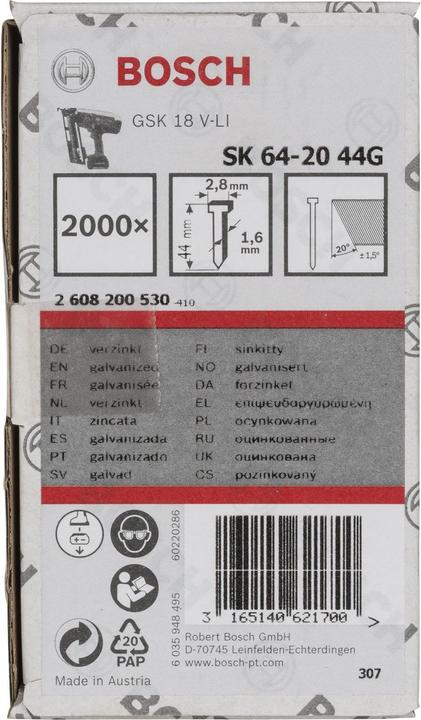 BOSCH
GSK 18 V-LI
SK 64-20 44G
2000×
2,8 mm
44 mm
1,6 mm
20°
± 1,5°
2 608 200 530 -410
DE verzinkt FI sinkitty
EN galvanized NO galvanisert
FR galvanisée DA forzinket
NL verzinkt EL επιψευδαργυρωμένη
IT zincata PL ocynkowana
ES galvanizada RU оцинкованные
PT galvanizado UK оцинкована
SV galvad CS pozinkovaný
60220286
6 035 948 495
3 165140 621700 >
20
PAP
Robert Bosch GmbH
D-70745 Leinfelden-Echterdingen
www.bosch-pt.com
Made in Austria
307